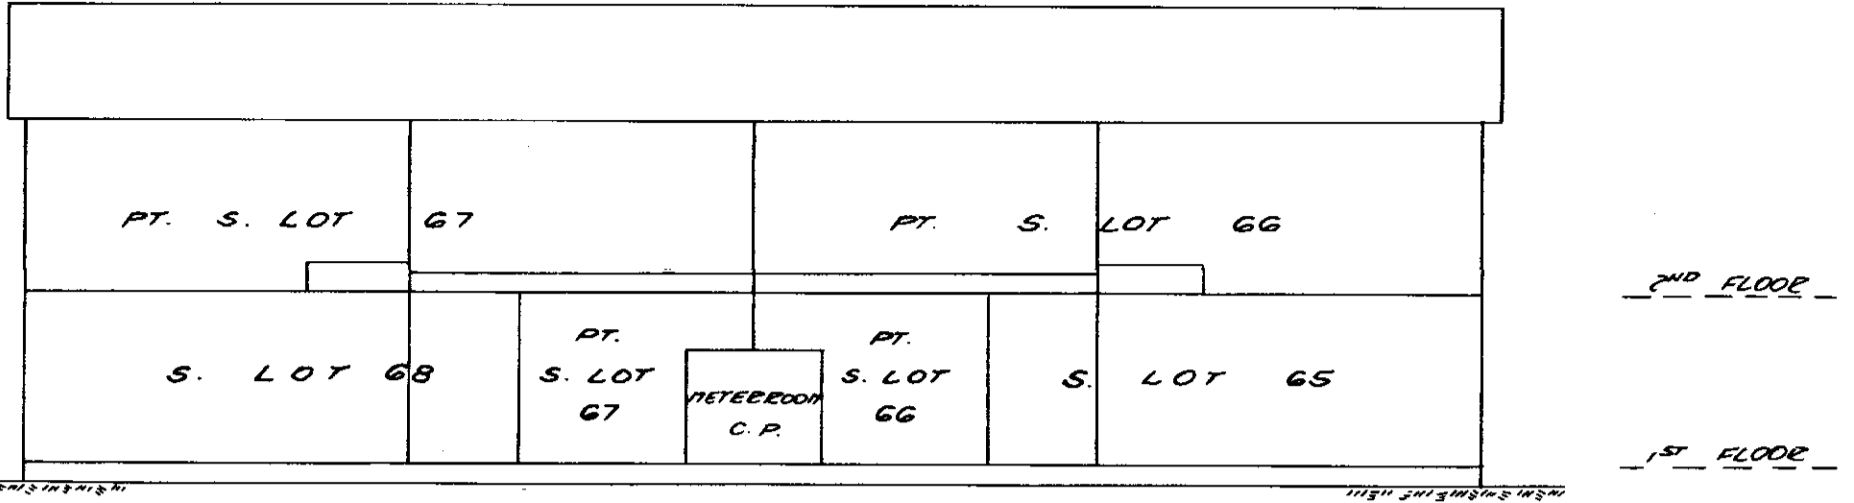 PT. S. LOT 67
PT. S. LOT 66
2ND FLOOR
S. LOT 68
PT.
S. LOT
67
METERROOM
C. P.
PT.
S. LOT
66
S. LOT 65
1ST FLOOR